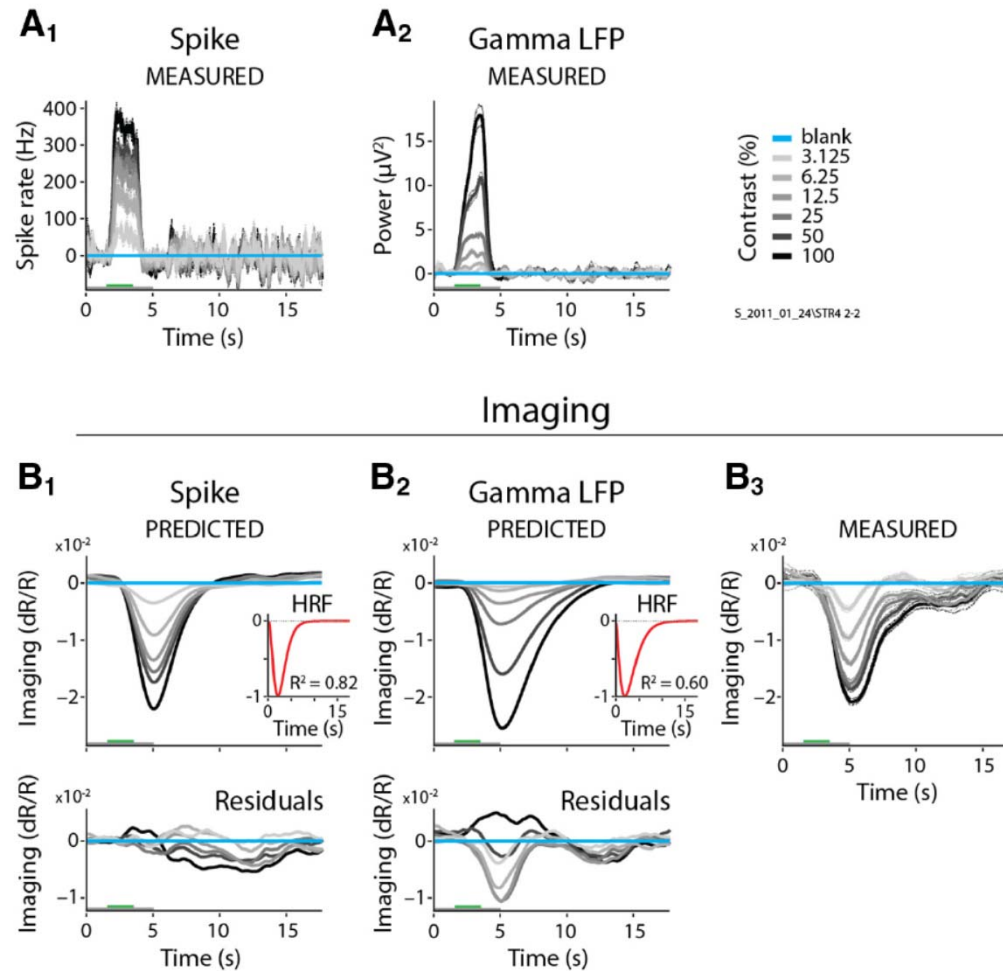 A1 Spike
MEASURED
Spike rate (Hz)
400
300
200
100
0
0 5 10 15
Time (s)
A2 Gamma LFP
MEASURED
Power (µV²)
15
10
5
0
0 5 10 15
Time (s)
Contrast (%)
blank
3.125
6.25
12.5
25
50
100
S_2011_01_24\STR4 2-2
Imaging
B1 Spike
PREDICTED
x10⁻²
Imaging (dR/R)
0
−1
−2
HRF
0
-1
R² = 0.82
0 15
Time (s)
x10⁻²
Residuals
Imaging (dR/R)
0
−1
0 5 10 15
Time (s)
B2 Gamma LFP
PREDICTED
x10⁻²
Imaging (dR/R)
0
−1
−2
HRF
0
-1
R² = 0.60
0 15
Time (s)
x10⁻²
Residuals
Imaging (dR/R)
0
−1
0 5 10 15
Time (s)
B3 MEASURED
x10⁻²
Imaging (dR/R)
0
−1
−2
0 5 10 15
Time (s)